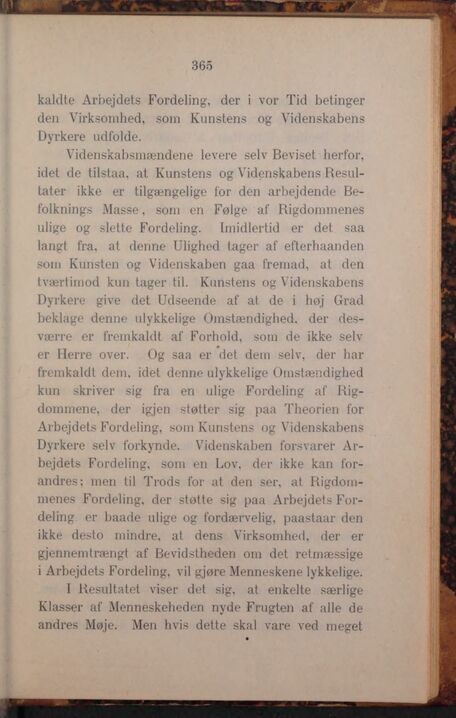 365
kaldte Arbejdets Fordeling, der i vor Tid betinger
den Virksomhed, som Kunstens og Videnskabens
Dyrkere udfolde.
Videnskabsmændene levere selv Beviset herfor,
idet de tilstaa, at Kunstens og Videnskabens Resul-
tater ikke er tilgængelige for den arbejdende Be-
folknings Masse, som en Følge af Rigdommenes
ulige og slette Fordeling. Imidlertid er det saa
langt fra, at denne Ulighed tager af efterhaanden
som Kunsten og Videnskaben gaa fremad, at den
tværtimod kun tager til. Kunstens og Videnskabens
Dyrkere give det Udseende af at de i høj Grad
beklage denne ulykkelige Omstændighed, der des-
værre er fremkaldt af Forhold, som de ikke selv
er Herre over. Og saa er det dem selv, der har
fremkaldt dem, idet denne ulykkelige Omstændighed
kun skriver sig fra en ulige Fordeling af Rig-
dommene, der igjen støtter sig paa Theorien for
Arbejdets Fordeling, som Kunstens og Videnskabens
Dyrkere selv forkynde. Videnskaben forsvarer Ar-
bejdets Fordeling, som en Lov, der ikke kan for-
andres; men til Trods for at den ser, at Rigdom-
menes Fordeling, der støtte sig paa Arbejdets For-
deling er baade ulige og fordærvelig, paastaar den
ikke desto mindre, at dens Virksomhed, der er
gjennemtrængt af Bevidstheden om det retmæssige
i Arbejdets Fordeling, vil gjøre Menneskene lykkelige.
I Resultatet viser det sig, at enkelte særlige
Klasser af Menneskeheden nyde Frugten af alle de
andres Møje. Men hvis dette skal vare ved meget